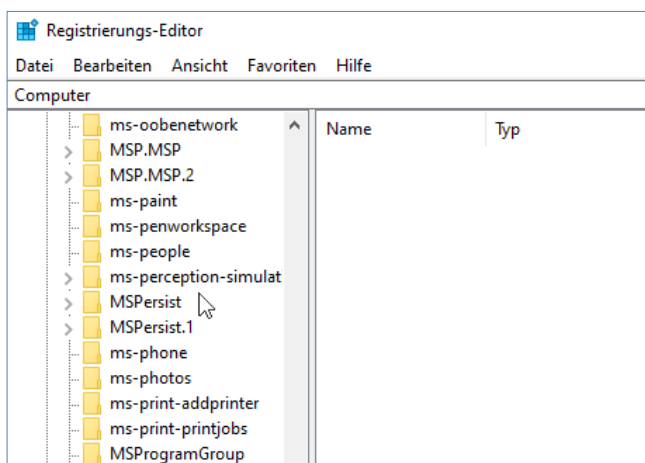 Registrierungs-Editor
Datei Bearbeiten Ansicht Favoriten Hilfe
Computer
Name Typ
ms-oobenetwork
MSP.MSP
MSP.MSP.2
ms-paint
ms-penworkspace
ms-people
ms-perception-simulat
MSPersist
MSPersist.1
ms-phone
ms-photos
ms-print-addprinter
ms-print-printjobs
MSProgramGroup